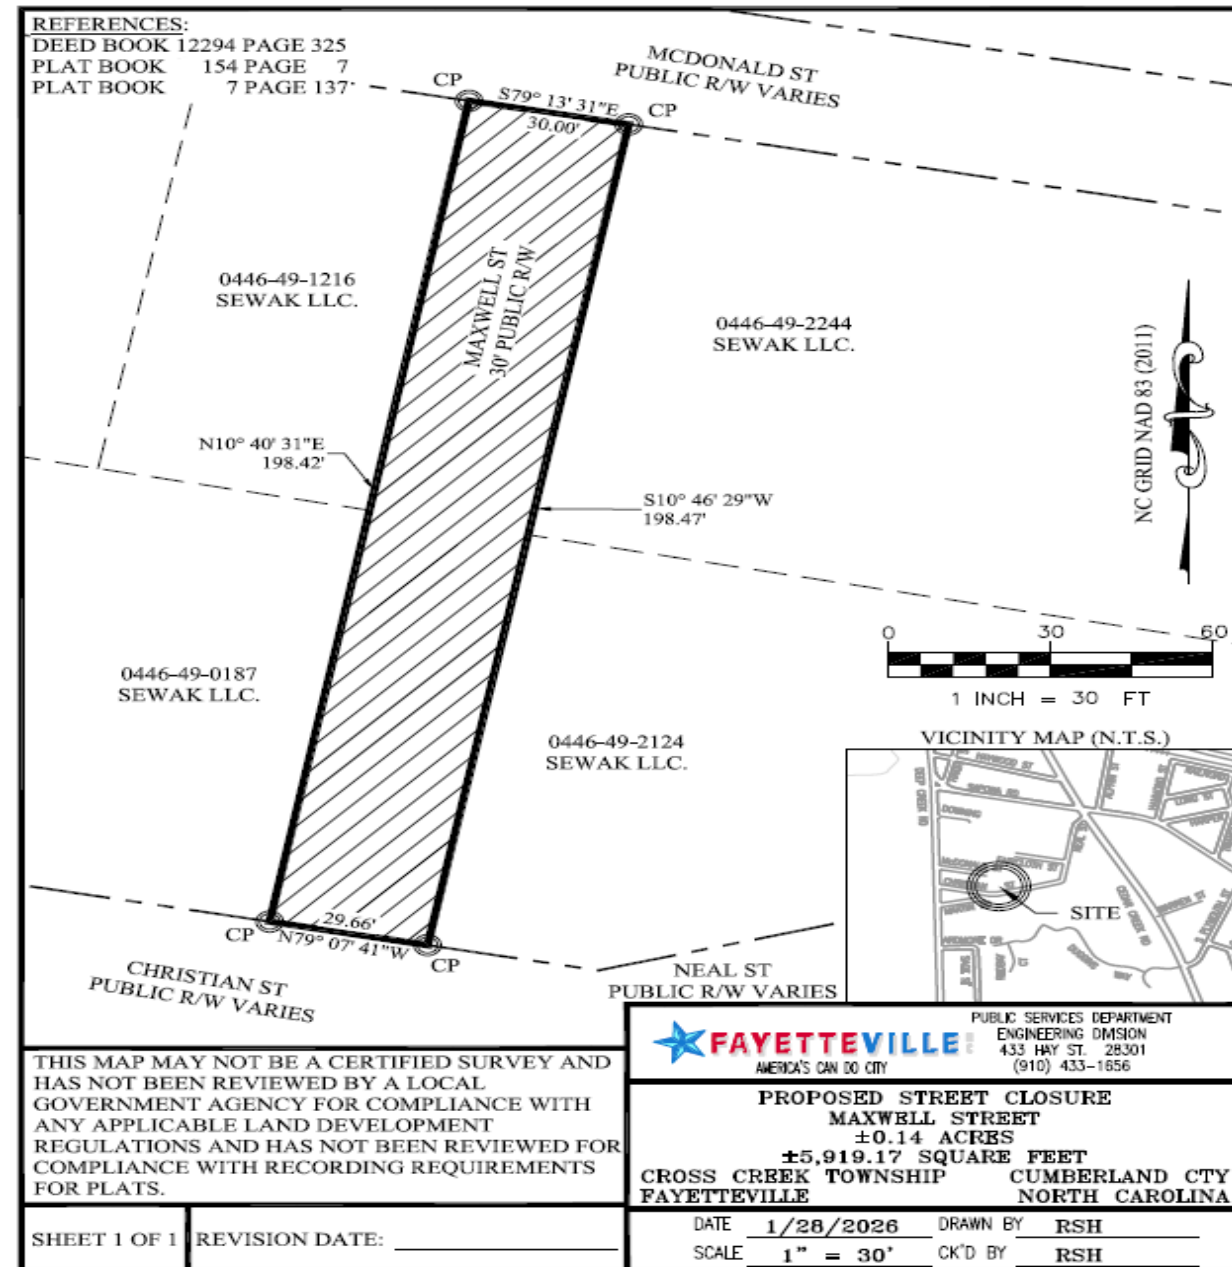 REFERENCES:
DEED BOOK 12294 PAGE 325
PLAT BOOK 154 PAGE 7
PLAT BOOK 7 PAGE 137
MCDONALD ST
PUBLIC R/W VARIES
CP
S79° 13' 31"E
30.00'
CP
MAXWELL ST
30' PUBLIC R/W
0446-49-1216
SEWAK LLC.
0446-49-2244
SEWAK LLC.
NC GRID NAD 83 (2011)
N10° 40' 31"E
198.42'
S10° 46' 29"W
198.47'
0 30 60
1 INCH = 30 FT
0446-49-0187
SEWAK LLC.
0446-49-2124
SEWAK LLC.
VICINITY MAP (N.T.S.)
HAYWOOD ST
DEEP CREEK RD
DOWNING
CEDAR CREEK RD
SITE
29.66'
N79° 07' 41"W
CP
CP
CHRISTIAN ST
PUBLIC R/W VARIES
NEAL ST
PUBLIC R/W VARIES
FAYETTEVILLE
AMERICA'S CAN DO CITY
PUBLIC SERVICES DEPARTMENT
ENGINEERING DIVISION
433 HAY ST. 28301
(910) 433-1656
THIS MAP MAY NOT BE A CERTIFIED SURVEY AND
HAS NOT BEEN REVIEWED BY A LOCAL
GOVERNMENT AGENCY FOR COMPLIANCE WITH
ANY APPLICABLE LAND DEVELOPMENT
REGULATIONS AND HAS NOT BEEN REVIEWED FOR
COMPLIANCE WITH RECORDING REQUIREMENTS
FOR PLATS.
PROPOSED STREET CLOSURE
MAXWELL STREET
±0.14 ACRES
±5,919.17 SQUARE FEET
CROSS CREEK TOWNSHIP CUMBERLAND CTY
FAYETTEVILLE NORTH CAROLINA
SHEET 1 OF 1
REVISION DATE:
DATE 1/28/2026 DRAWN BY RSH
SCALE 1" = 30' CK'D BY RSH